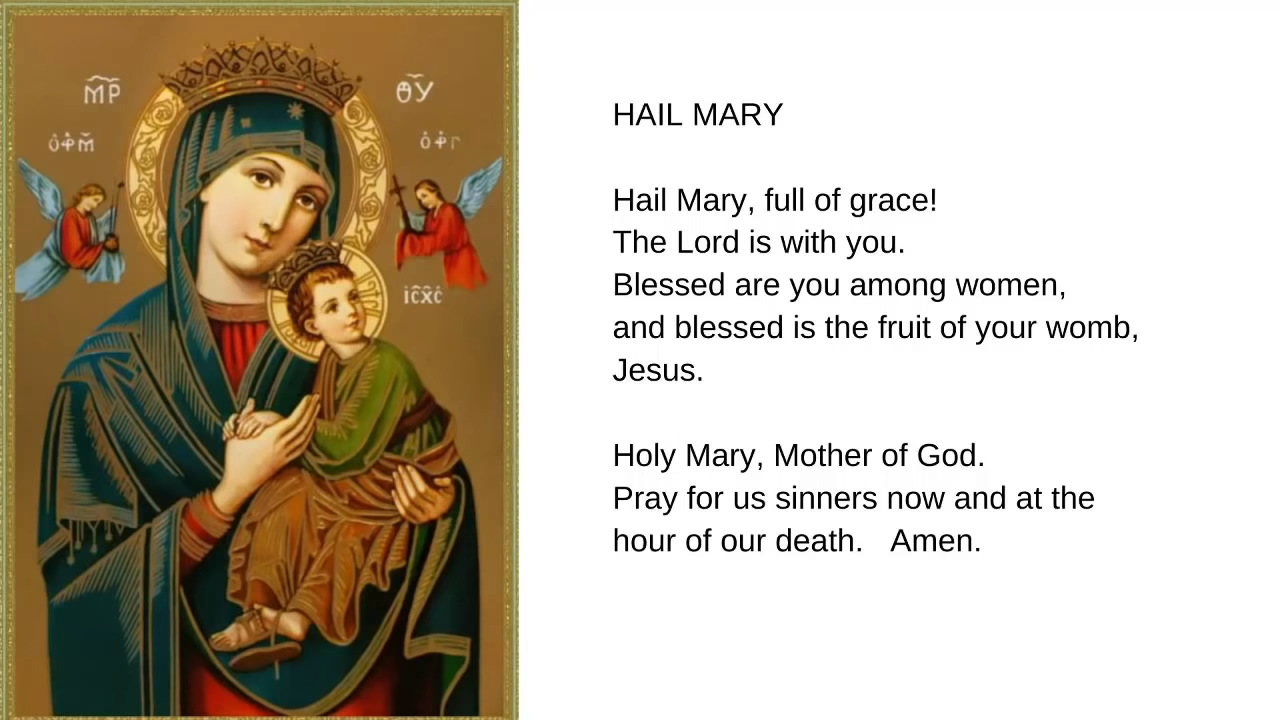 ΜΡ ΘΥ
ὀ ἀ Μ ὀ ἀ Γ
ἰς χς
HAIL MARY
Hail Mary, full of grace!
The Lord is with you.
Blessed are you among women,
and blessed is the fruit of your womb,
Jesus.
Holy Mary, Mother of God.
Pray for us sinners now and at the
hour of our death. Amen.